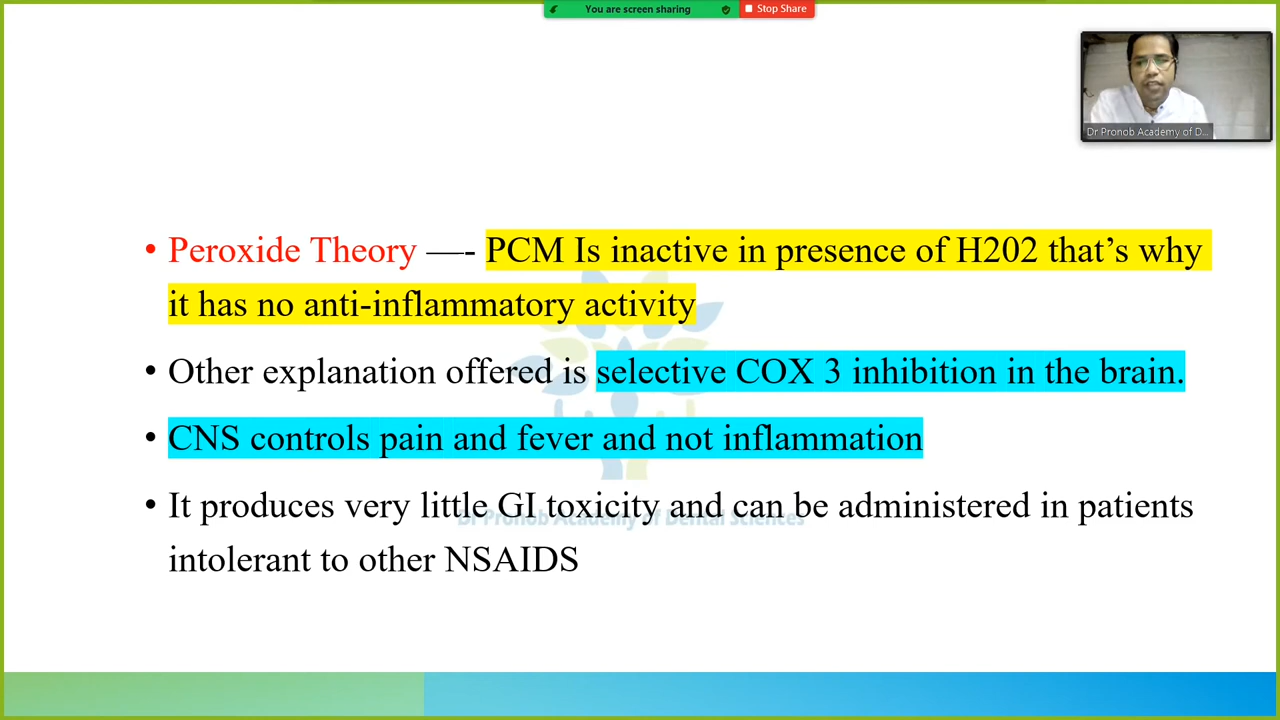 You are screen sharing
Stop Share
Dr Pronob Academy of D...
• Peroxide Theory —- PCM Is inactive in presence of H202 that’s why
it has no anti-inflammatory activity
• Other explanation offered is selective COX 3 inhibition in the brain.
• CNS controls pain and fever and not inflammation
• It produces very little GI toxicity and can be administered in patients
Dr Pronob Academy of Dental Sciences
intolerant to other NSAIDS